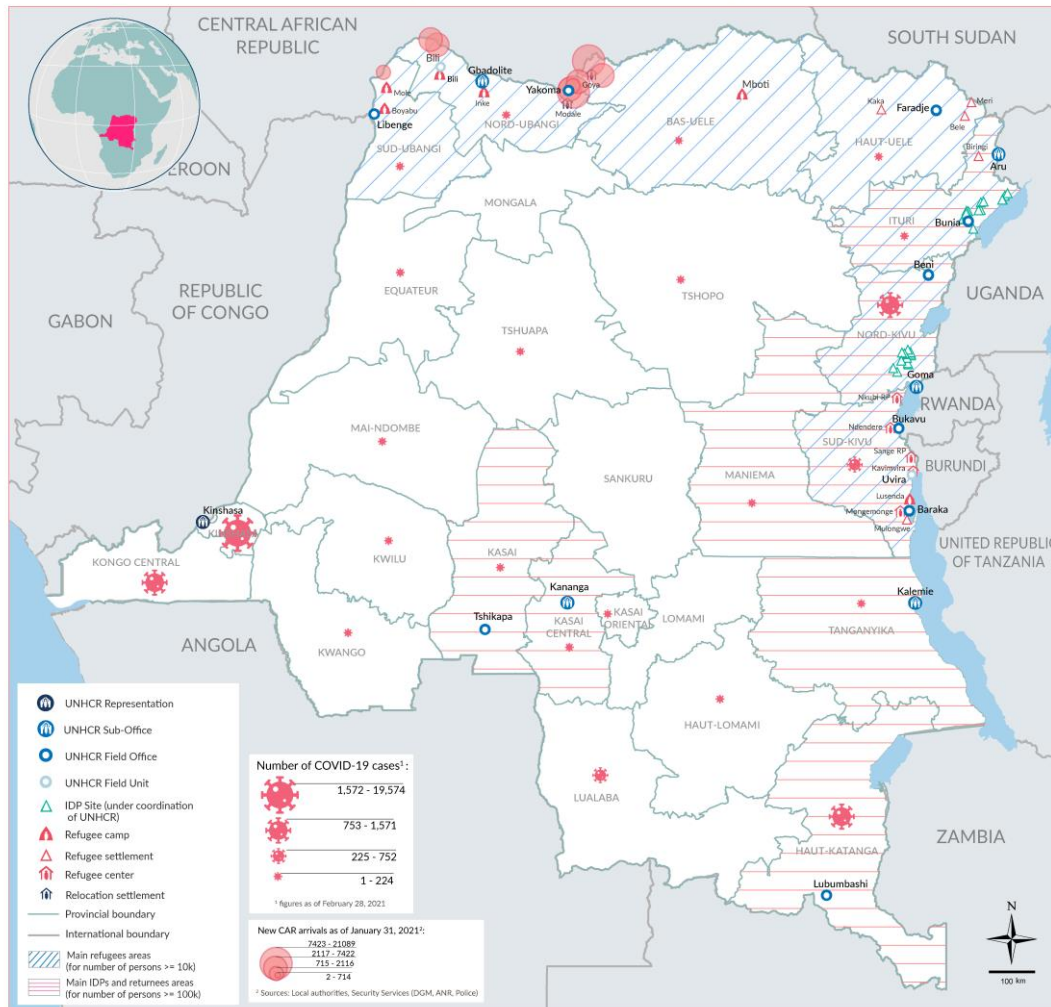 CENTRAL AFRICAN
REPUBLIC
SOUTH SUDAN
EROON
REPUBLIC
OF CONGO
GABON
ANGOLA
UGANDA
RWANDA
BURUNDI
UNITED REPUBLIC
OF TANZANIA
ZAMBIA
Bili
Bili
Gbadolite
Mole
Inke
Boyabu
Libenge
Yakoma
Goya
Modale
NORD-UBANGI
SUD-UBANGI
Mboti
BAS-UELE
Kaka
Faradje
Meri
Bele
HAUT-UELE
Biringi
Aru
ITURI
Bunia
MONGALA
EQUATEUR
TSHUAPA
TSHOPO
Beni
NORD-KIVU
Goma
Nkubi RP
Ndendere
Bukavu
SUD-KIVU
Sange RP
Kavimvira
Uvira
Lusenda
Mongemonge
Baraka
Mulongwe
MAI-NDOMBE
SANKURU
MANIEMA
Kinshasa
KONGO CENTRAL
KWILU
KASAI
Kananga
Tshikapa
KASAI
CENTRAL
KASAI
ORIENTAL
LOMAMI
Kalemie
TANGANYIKA
KWANGO
HAUT-LOMAMI
LUALABA
HAUT-KATANGA
Lubumbashi
UNHCR Representation
UNHCR Sub-Office
UNHCR Field Office
UNHCR Field Unit
IDP Site (under coordination
of UNHCR)
Refugee camp
Refugee settlement
Refugee center
Relocation settlement
Provincial boundary
International boundary
Main refugees areas
(for number of persons >= 10k)
Main IDPs and returnees areas
(for number of persons >= 100k)
Number of COVID-19 cases¹:
1,572 - 19,574
753 - 1,571
225 - 752
1 - 224
¹ figures as of February 28, 2021
New CAR arrivals as of January 31, 2021²:
7423 - 21089
2117 - 7422
715 - 2116
2 - 714
² Sources: Local authorities, Security Services (DGM, ANR, Police)
N
100 km